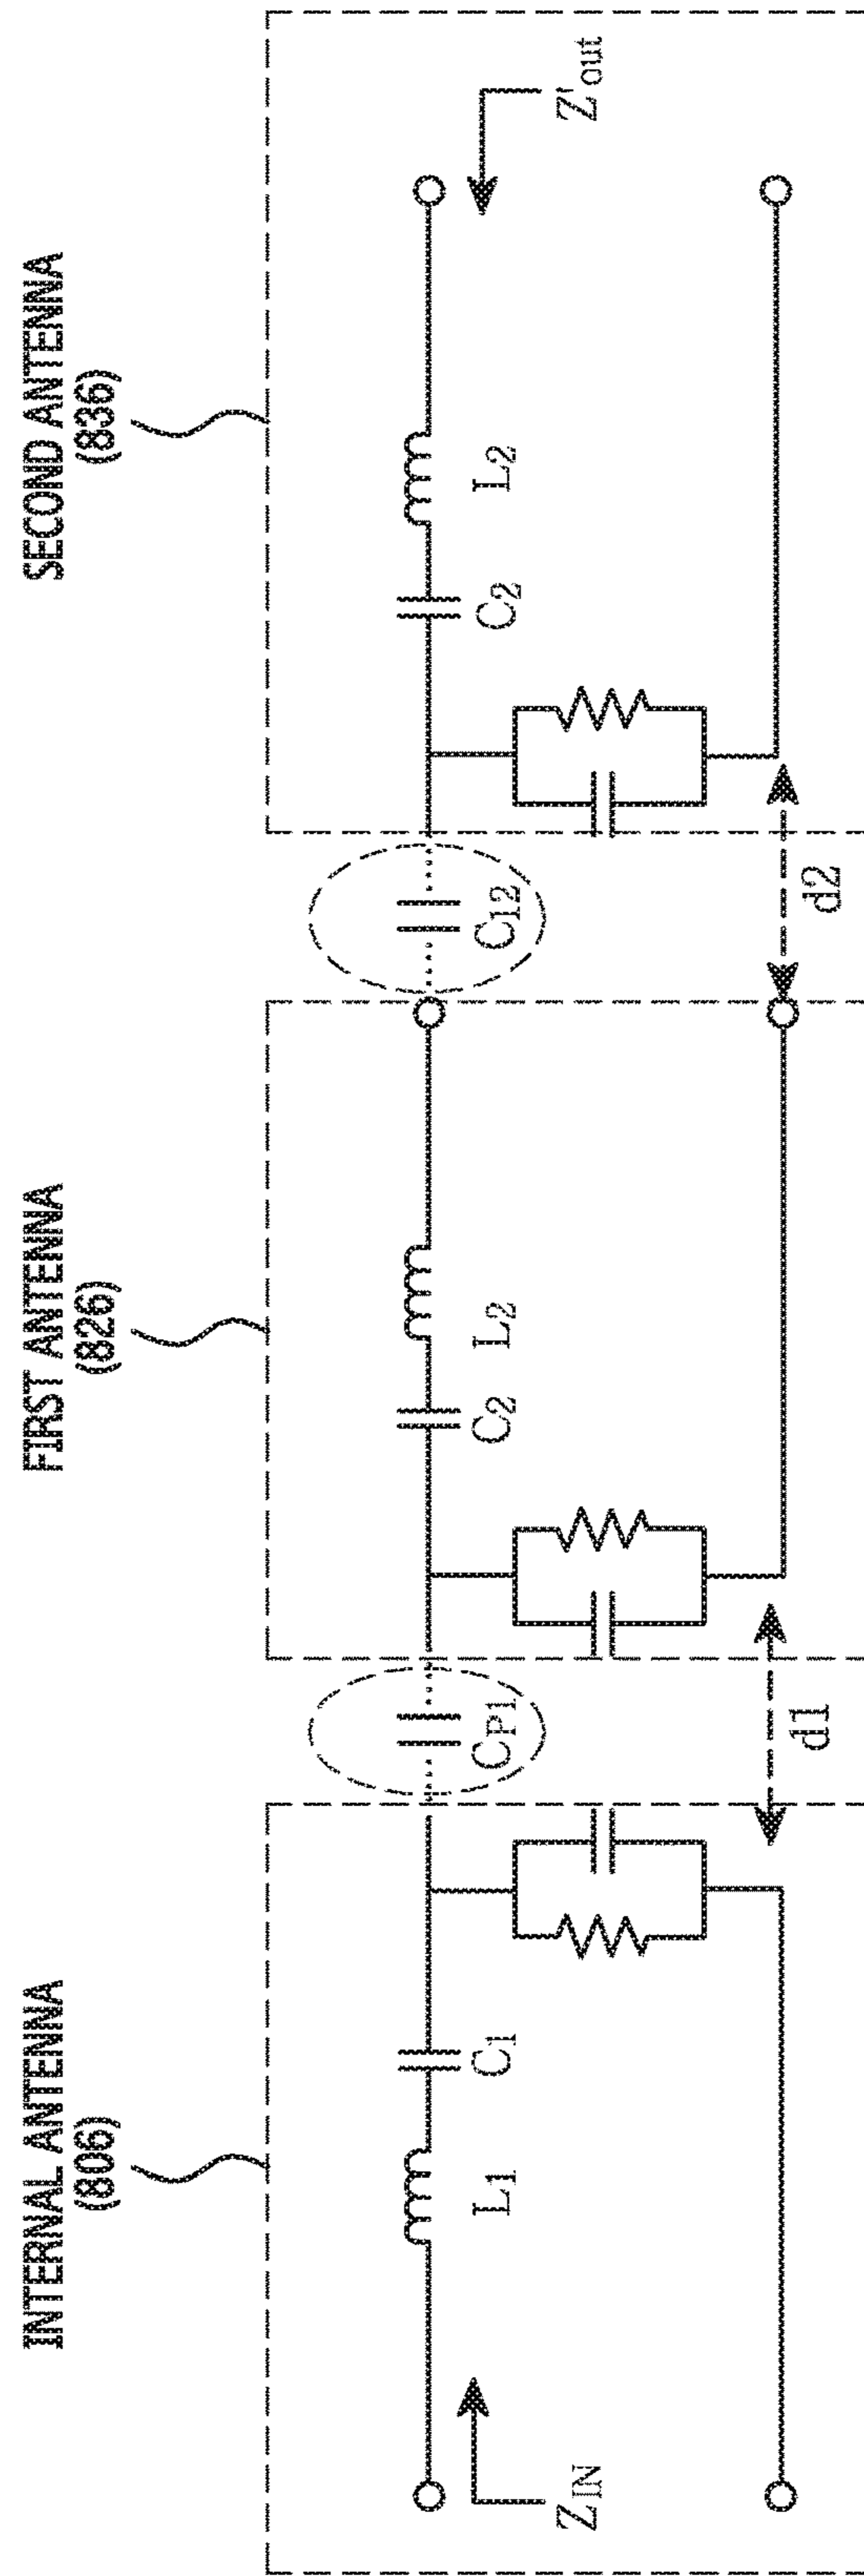 INTERNAL ANTENNA
(806)
FIRST ANTENNA
(826)
SECOND ANTENNA
(836)
L1
C1
CP1
C2
L2
C12
C2
L2
ZIN
Z'out
d1
d2